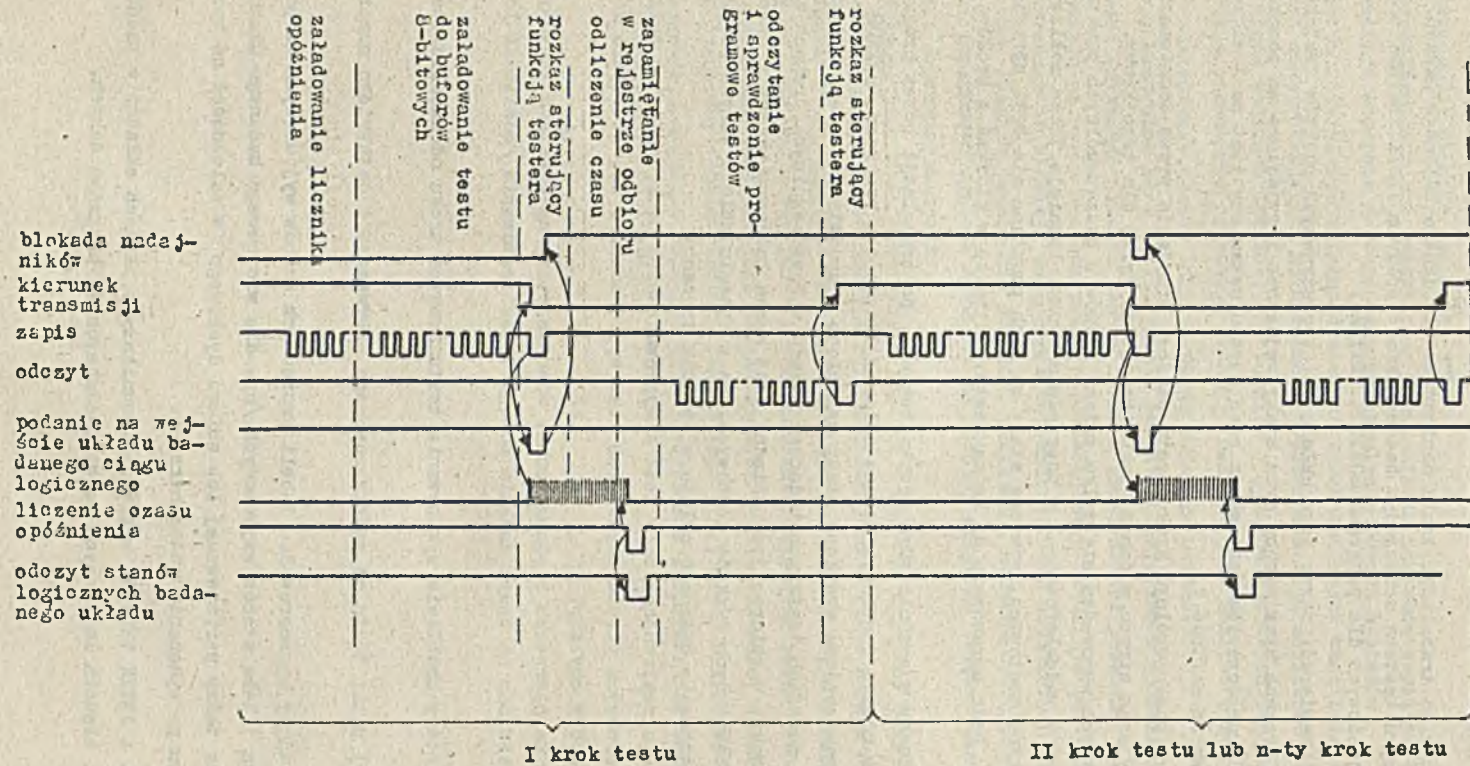 załadowanie licznika
opóźnienia
załadowanie testu
do buforów
8-bitowych
rozkaz sterujący
funkcją testera
odliczenie czasu
zapamiętanie
w rejestrze odbioru
odczytanie
i sprawdzenie pro-
gramowe testów
rozkaz sterujący
funkcją testera
blokada nadaj-
ników
kierunek
transmisji
zapis
odczyt
podanie na wej-
ście układu ba-
danego ciągu
logicznego
liczenie czasu
opóźnienia
odczyt stanów
logicznych bada-
nego układu
I krok testu
II krok testu lub n-ty krok testu